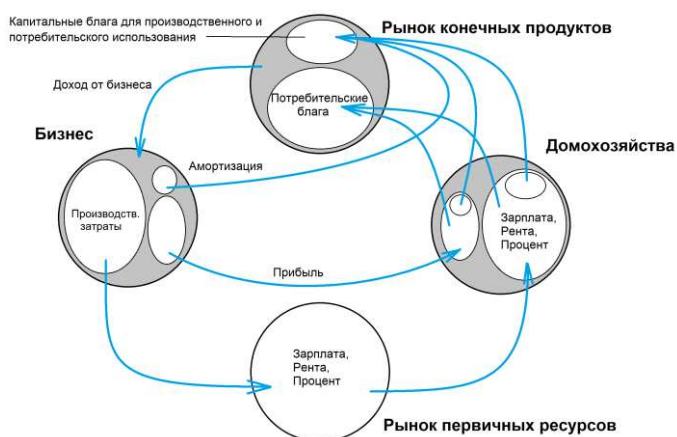 Капитальные блага для производственного и
потребительского использования
Рынок конечных продуктов
Доход от бизнеса
Потребительские
блага
Бизнес
Домохозяйства
Амортизация
Производств.
затраты
Зарплата,
Рента,
Процент
Прибыль
Зарплата,
Рента,
Процент
Рынок первичных ресурсов